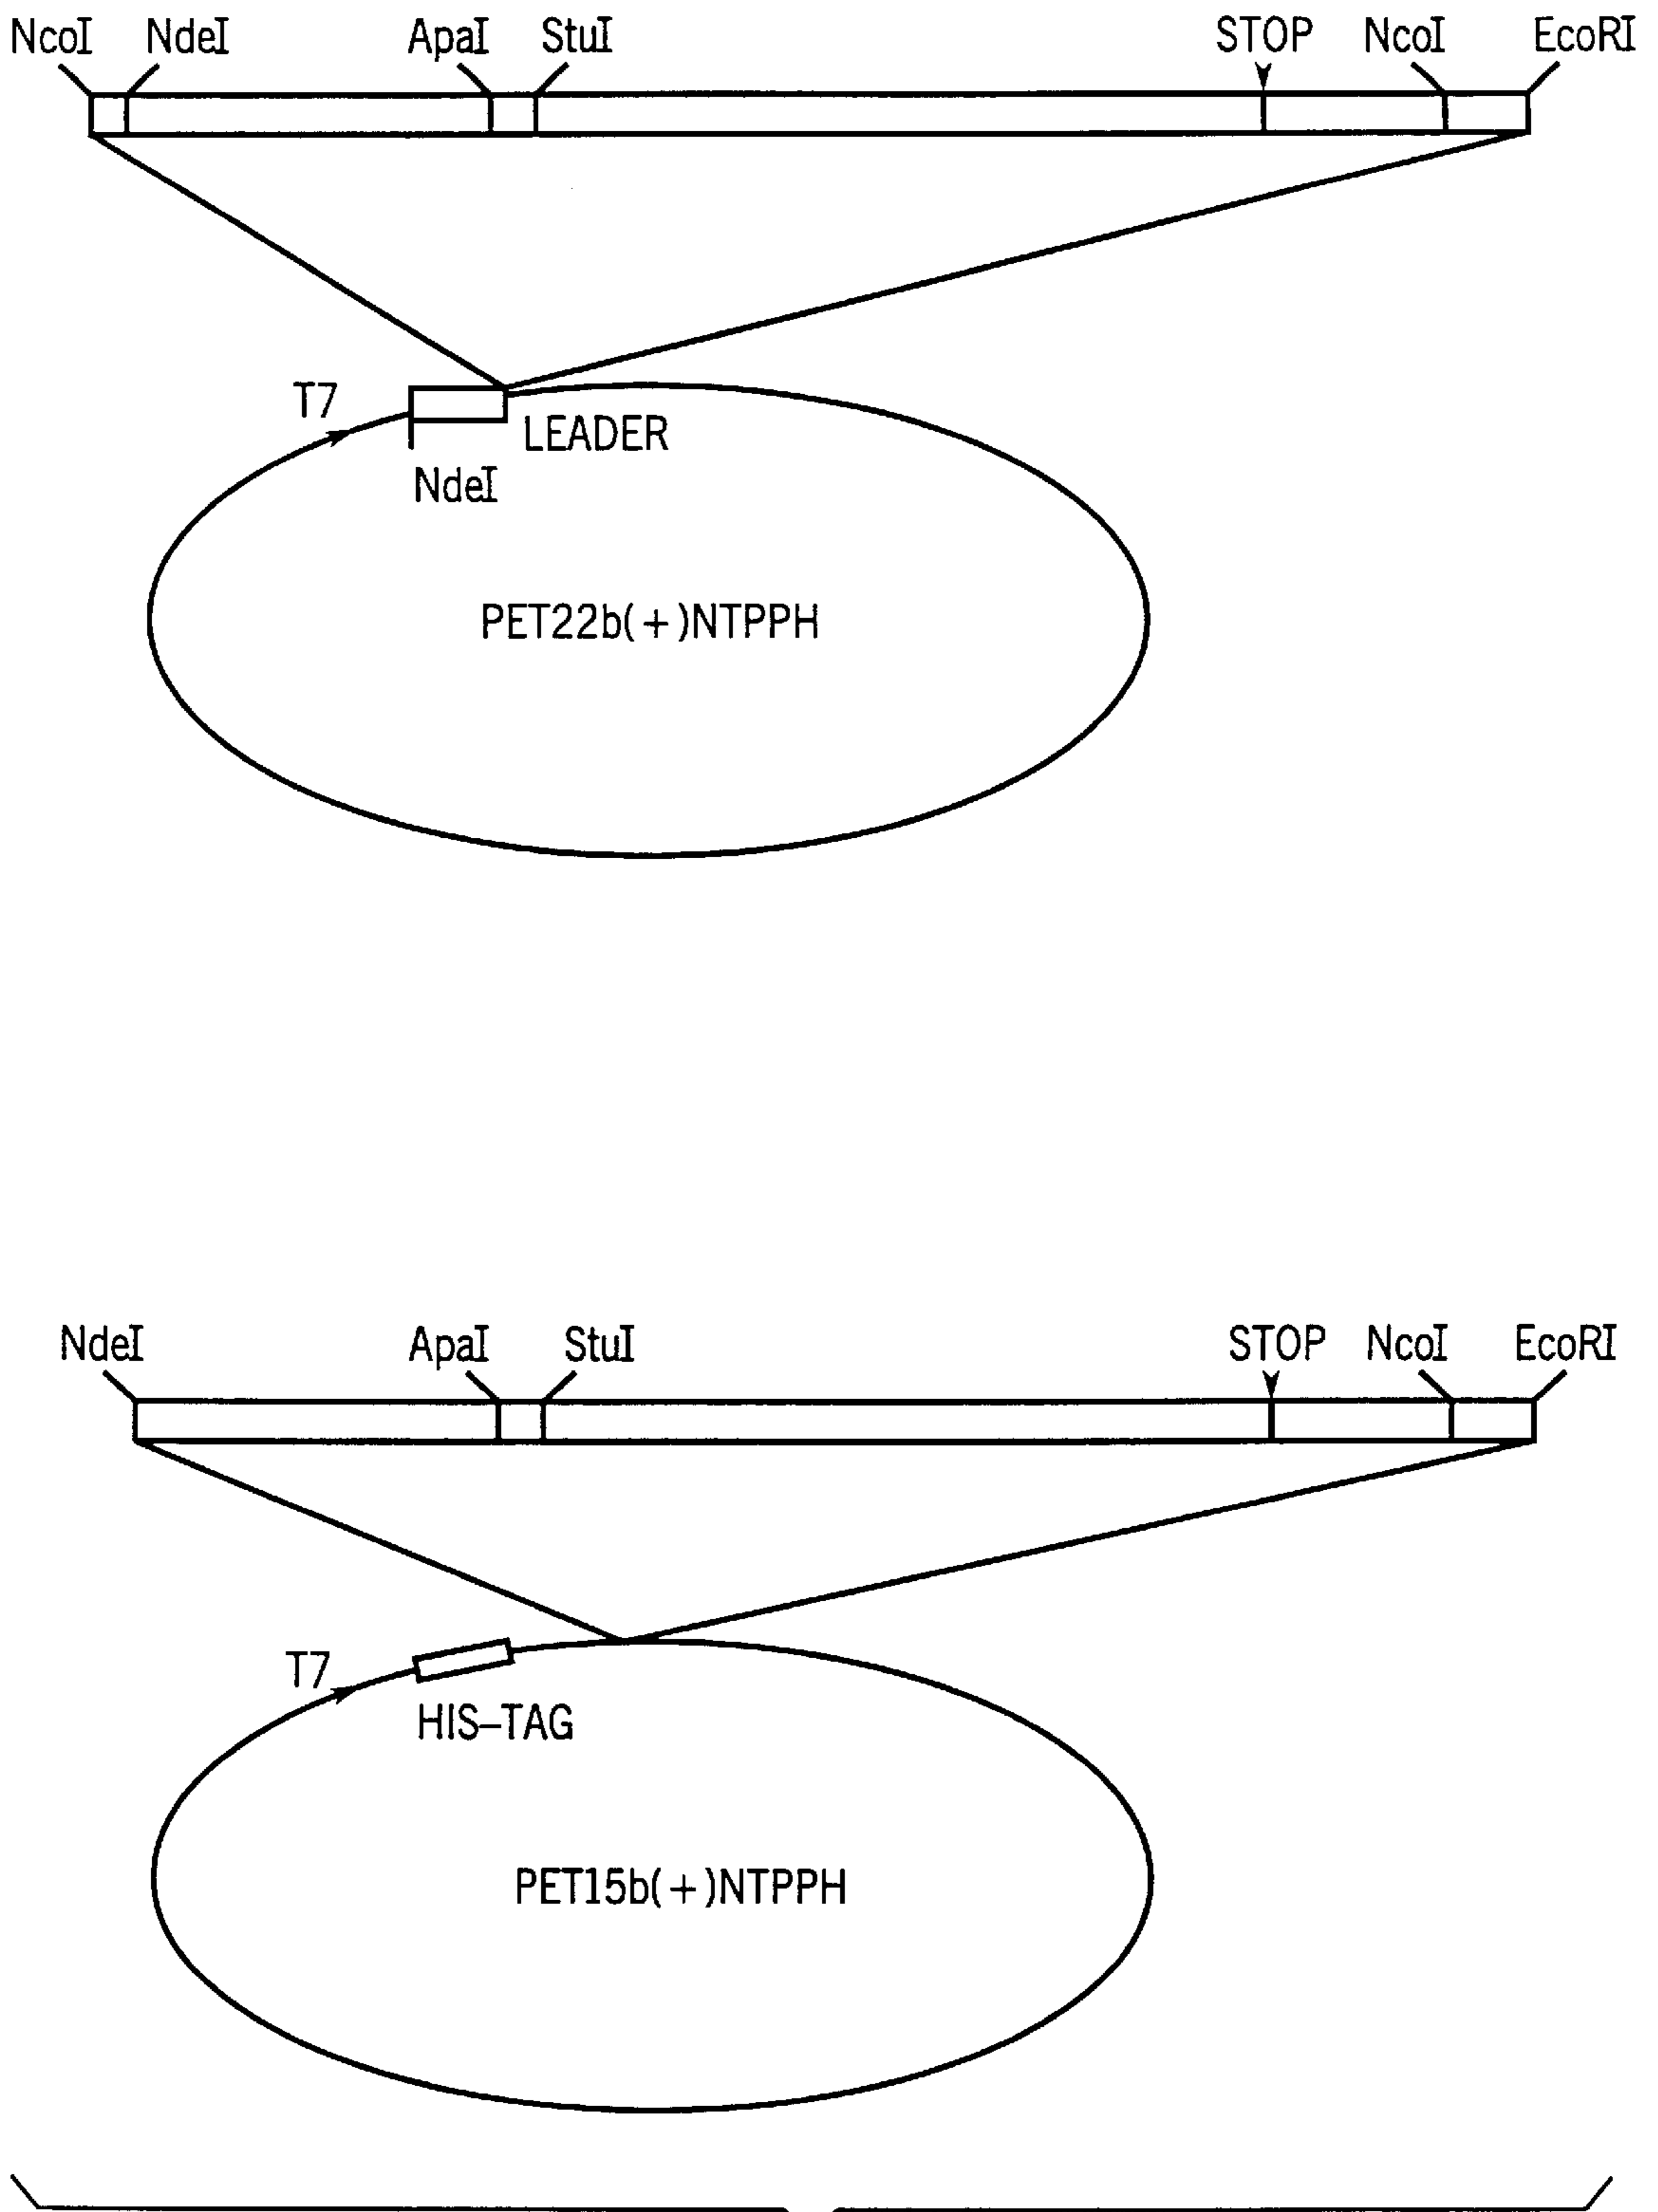 NcoI NdeI ApaI StuI STOP NcoI EcoRI
T7
LEADER
NdeI
PET22b(+)NTPPH
NdeI ApaI StuI STOP NcoI EcoRI
T7
HIS–TAG
PET15b(+)NTPPH